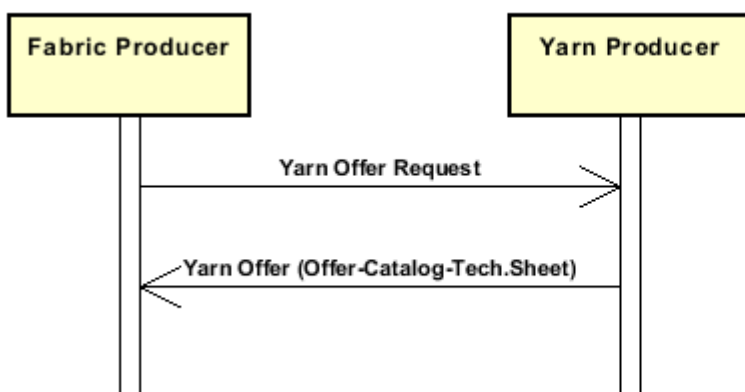 Fabric Producer
Yarn Producer
Yarn Offer Request
Yarn Offer (Offer-Catalog-Tech.Sheet)